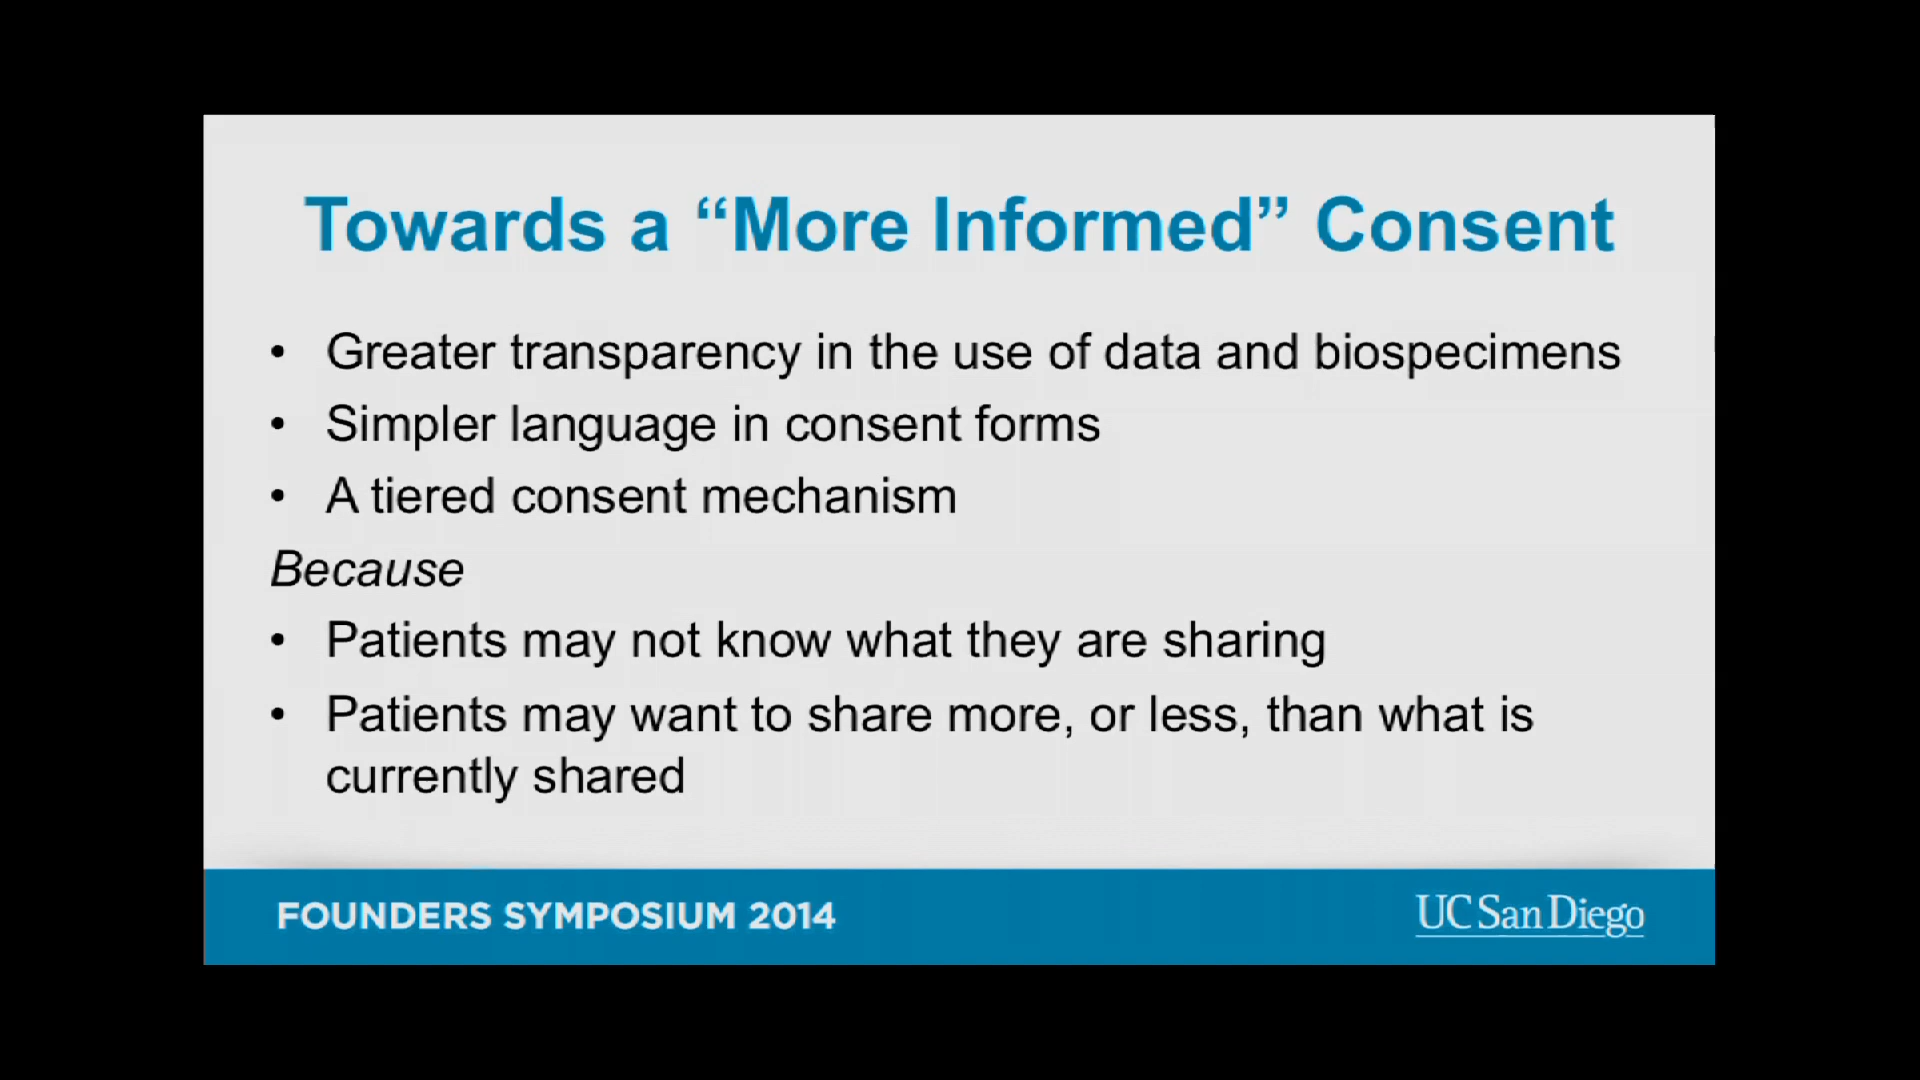 Towards a “More Informed” Consent
• Greater transparency in the use of data and biospecimens
• Simpler language in consent forms
• A tiered consent mechanism
Because
• Patients may not know what they are sharing
• Patients may want to share more, or less, than what is
currently shared
FOUNDERS SYMPOSIUM 2014
UC San Diego